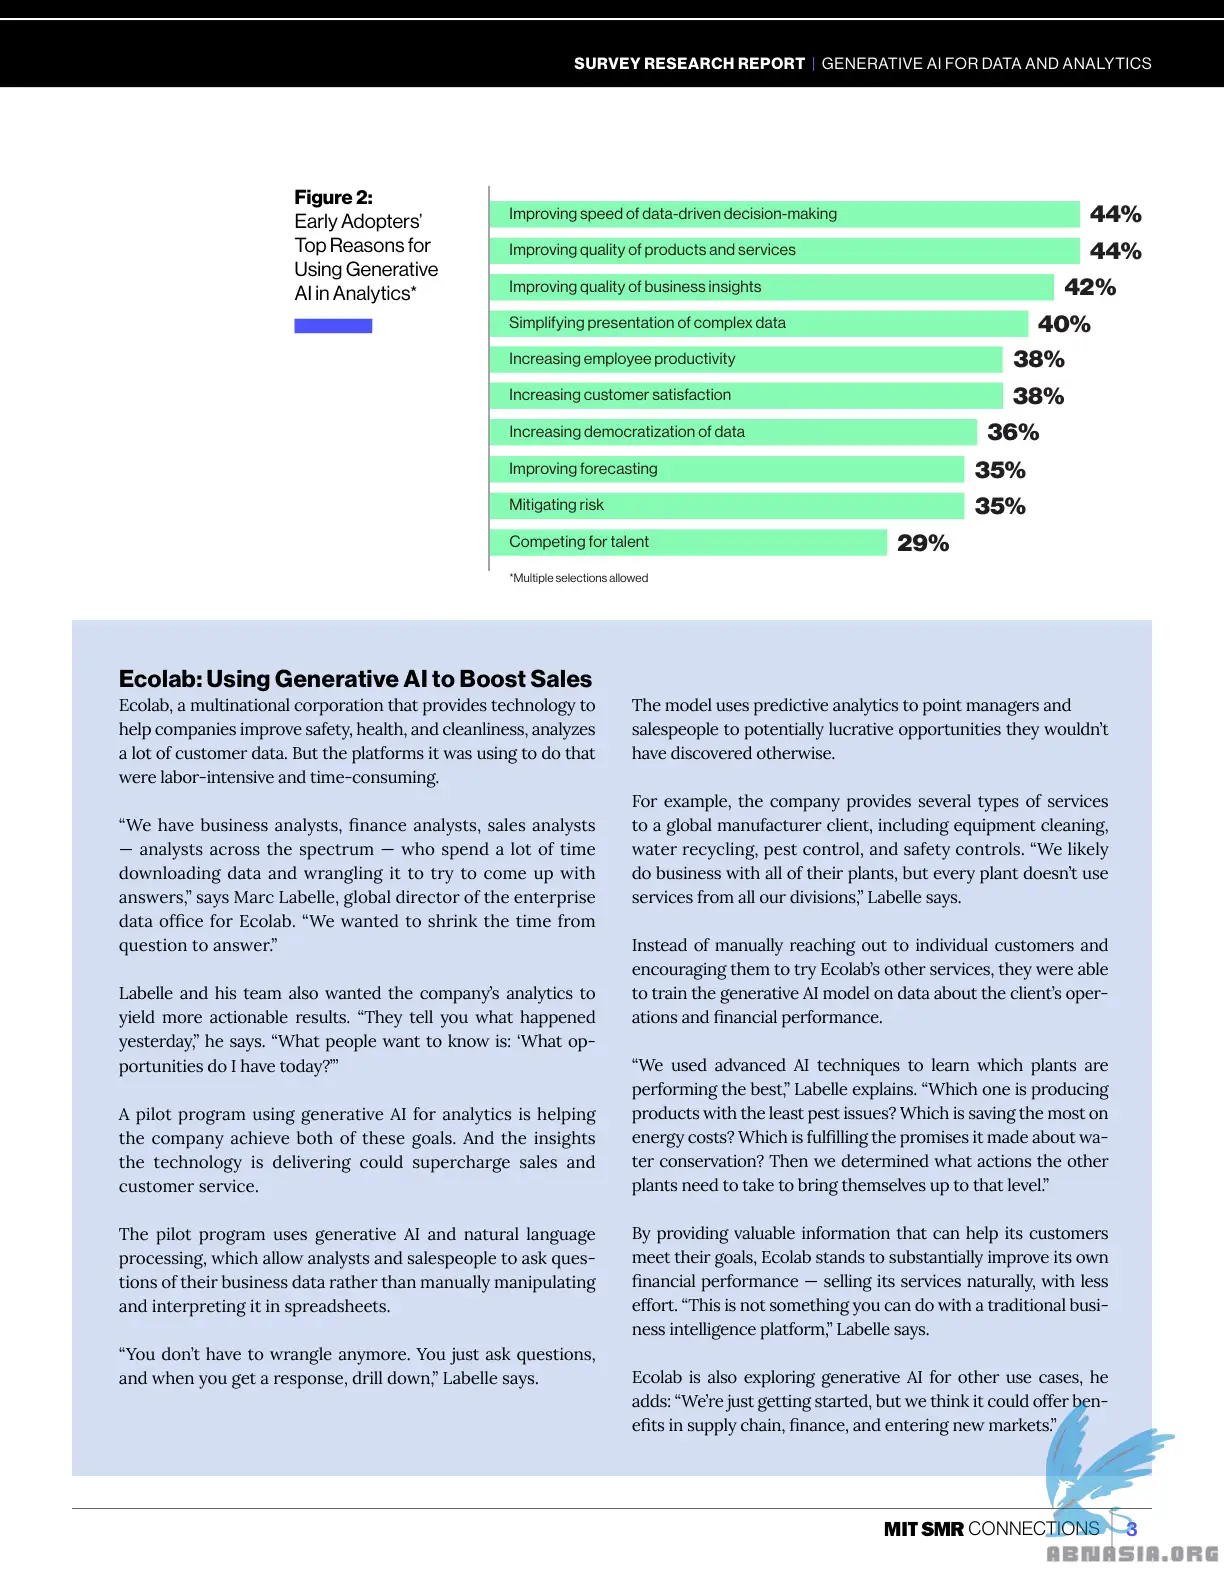 SURVEY RESEARCH REPORT | GENERATIVE AI FOR DATA AND ANALYTICS
Figure 2:
Early Adopters’
Top Reasons for
Using Generative
AI in Analytics*
Improving speed of data-driven decision-making 44%
Improving quality of products and services 44%
Improving quality of business insights 42%
Simplifying presentation of complex data 40%
Increasing employee productivity 38%
Increasing customer satisfaction 38%
Increasing democratization of data 36%
Improving forecasting 35%
Mitigating risk 35%
Competing for talent 29%
*Multiple selections allowed
Ecolab: Using Generative AI to Boost Sales
Ecolab, a multinational corporation that provides technology to
help companies improve safety, health, and cleanliness, analyzes
a lot of customer data. But the platforms it was using to do that
were labor-intensive and time-consuming.
“We have business analysts, finance analysts, sales analysts
— analysts across the spectrum — who spend a lot of time
downloading data and wrangling it to try to come up with
answers,” says Marc Labelle, global director of the enterprise
data office for Ecolab. “We wanted to shrink the time from
question to answer.”
Labelle and his team also wanted the company’s analytics to
yield more actionable results. “They tell you what happened
yesterday,” he says. “What people want to know is: ‘What op-
portunities do I have today?’”
A pilot program using generative AI for analytics is helping
the company achieve both of these goals. And the insights
the technology is delivering could supercharge sales and
customer service.
The pilot program uses generative AI and natural language
processing, which allow analysts and salespeople to ask ques-
tions of their business data rather than manually manipulating
and interpreting it in spreadsheets.
“You don’t have to wrangle anymore. You just ask questions,
and when you get a response, drill down,” Labelle says.
The model uses predictive analytics to point managers and
salespeople to potentially lucrative opportunities they wouldn’t
have discovered otherwise.
For example, the company provides several types of services
to a global manufacturer client, including equipment cleaning,
water recycling, pest control, and safety controls. “We likely
do business with all of their plants, but every plant doesn’t use
services from all our divisions,” Labelle says.
Instead of manually reaching out to individual customers and
encouraging them to try Ecolab’s other services, they were able
to train the generative AI model on data about the client’s oper-
ations and financial performance.
“We used advanced AI techniques to learn which plants are
performing the best,” Labelle explains. “Which one is producing
products with the least pest issues? Which is saving the most on
energy costs? Which is fulfilling the promises it made about wa-
ter conservation? Then we determined what actions the other
plants need to take to bring themselves up to that level.”
By providing valuable information that can help its customers
meet their goals, Ecolab stands to substantially improve its own
financial performance — selling its services naturally, with less
effort. “This is not something you can do with a traditional busi-
ness intelligence platform,” Labelle says.
Ecolab is also exploring generative AI for other use cases, he
adds: “We’re just getting started, but we think it could offer ben-
efits in supply chain, finance, and entering new markets.”
MIT SMR CONNECTIONS 3
ABNASIA.ORG